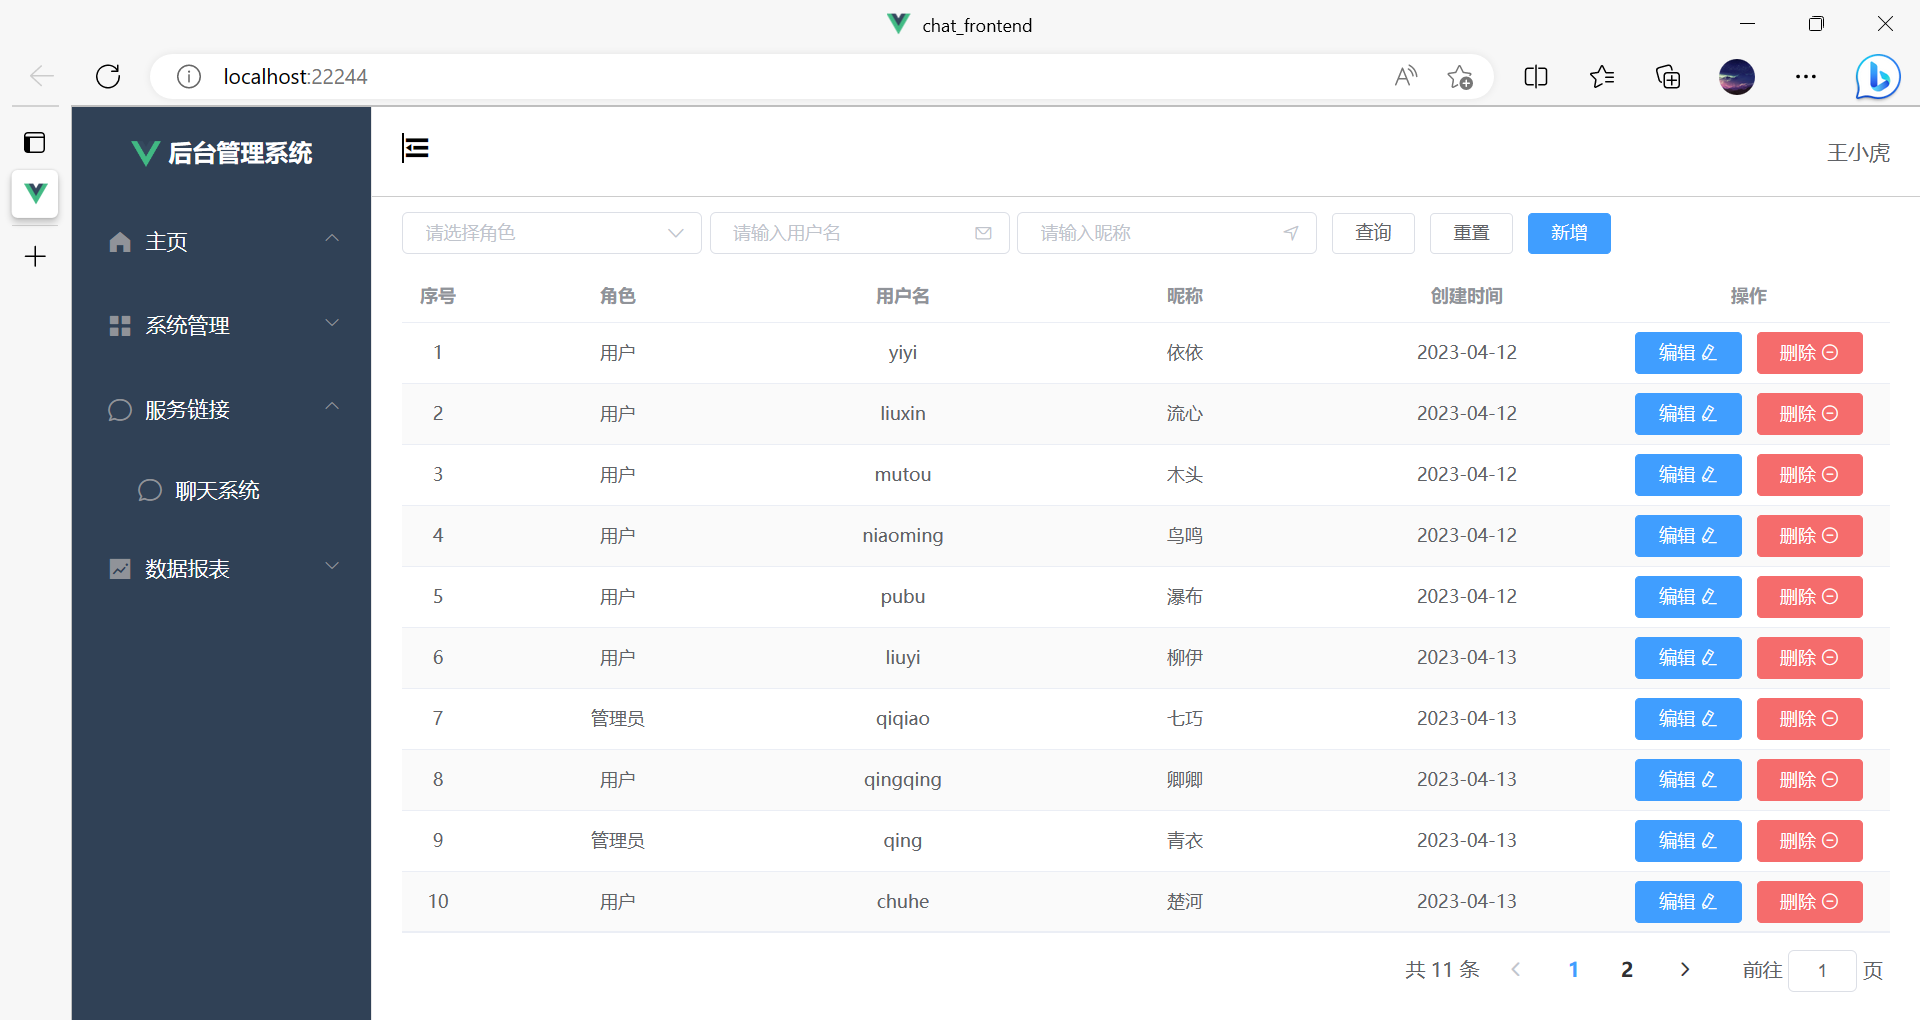 chat_frontend
localhost:22244
后台管理系统
王小虎
主页
系统管理
服务链接
聊天系统
数据报表
请选择角色 请输入用户名 请输入昵称 查询 重置 新增
序号 角色 用户名 昵称 创建时间 操作
1 用户 yiyi 依依 2023-04-12 编辑 删除
2 用户 liuxin 流心 2023-04-12 编辑 删除
3 用户 mutou 木头 2023-04-12 编辑 删除
4 用户 niaoming 鸟鸣 2023-04-12 编辑 删除
5 用户 pubu 瀑布 2023-04-12 编辑 删除
6 用户 liuyi 柳伊 2023-04-13 编辑 删除
7 管理员 qiqiao 七巧 2023-04-13 编辑 删除
8 用户 qingqing 卿卿 2023-04-13 编辑 删除
9 管理员 qing 青衣 2023-04-13 编辑 删除
10 用户 chuhe 楚河 2023-04-13 编辑 删除
共 11 条 1 2 前往 1 页